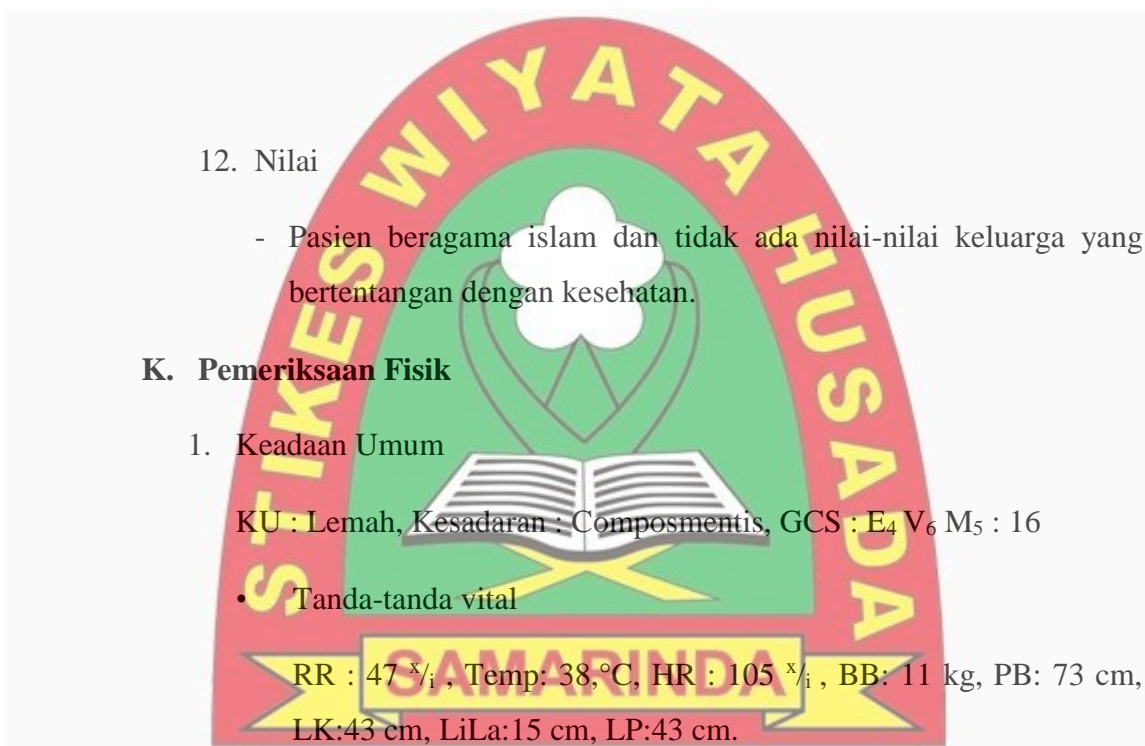 12. Nilai
- Pasien beragama islam dan tidak ada nilai-nilai keluarga yang
bertentangan dengan kesehatan.
K. Pemeriksaan Fisik
1. Keadaan Umum
KU : Lemah, Kesadaran : Composmentis, GCS : E₄ V₆ M₅ : 16
• Tanda-tanda vital
RR : 47 ˣ/ᵢ , Temp: 38,°C, HR : 105 ˣ/ᵢ , BB: 11 kg, PB: 73 cm,
LK:43 cm, LiLa:15 cm, LP:43 cm.
STIKES WIYATA HUSADA
SAMARINDA